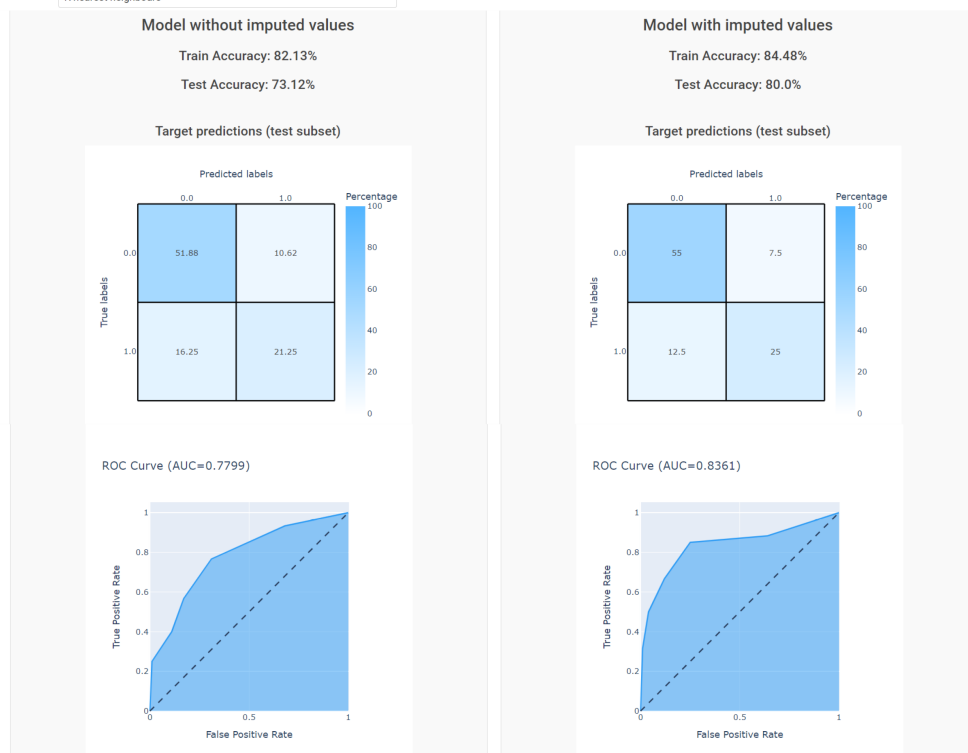 Model without imputed values
Train Accuracy: 82.13%
Test Accuracy: 73.12%
Target predictions (test subset)
Predicted labels
0.0 1.0
Percentage
100
80
60
40
20
0
True labels
0.0
51.88 10.62
1.0
16.25 21.25
ROC Curve (AUC=0.7799)
True Positive Rate
1
0.8
0.6
0.4
0.2
0
0 0.5 1
False Positive Rate
Model with imputed values
Train Accuracy: 84.48%
Test Accuracy: 80.0%
Target predictions (test subset)
Predicted labels
0.0 1.0
Percentage
100
80
60
40
20
0
True labels
0.0
55 7.5
1.0
12.5 25
ROC Curve (AUC=0.8361)
True Positive Rate
1
0.8
0.6
0.4
0.2
0
0 0.5 1
False Positive Rate